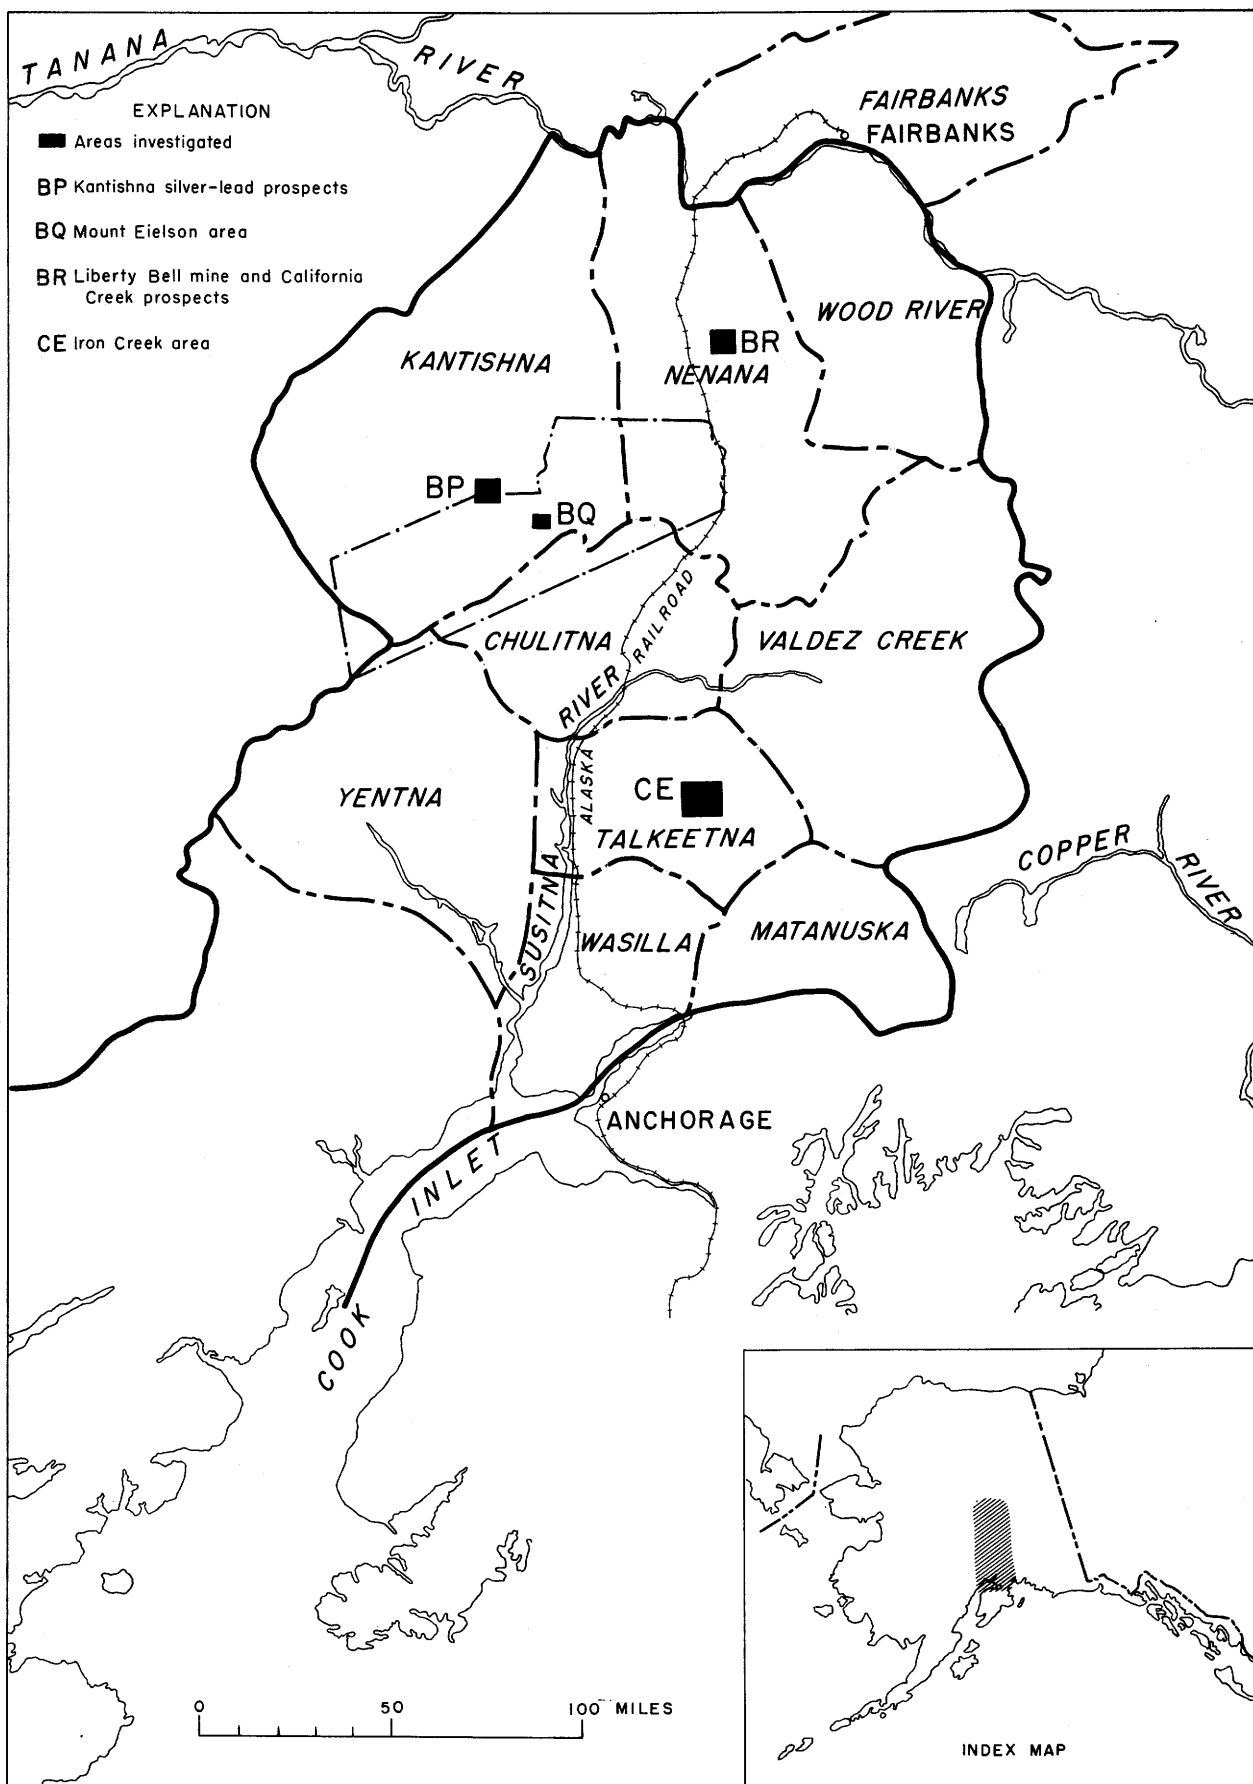 TANANA RIVER
EXPLANATION
Areas investigated
BP Kantishna silver-lead prospects
BQ Mount Eielson area
BR Liberty Bell mine and California
Creek prospects
CE Iron Creek area
FAIRBANKS
FAIRBANKS
WOOD RIVER
KANTISHNA
BR
NENANA
BP
BQ
CHULITNA
RAILROAD
VALDEZ CREEK
RIVER
YENTNA
ALASKA
CE
TALKEETNA
COPPER RIVER
SUSITNA
WASILLA
MATANUSKA
ANCHORAGE
INLET
COOK
0 50 100 MILES
INDEX MAP